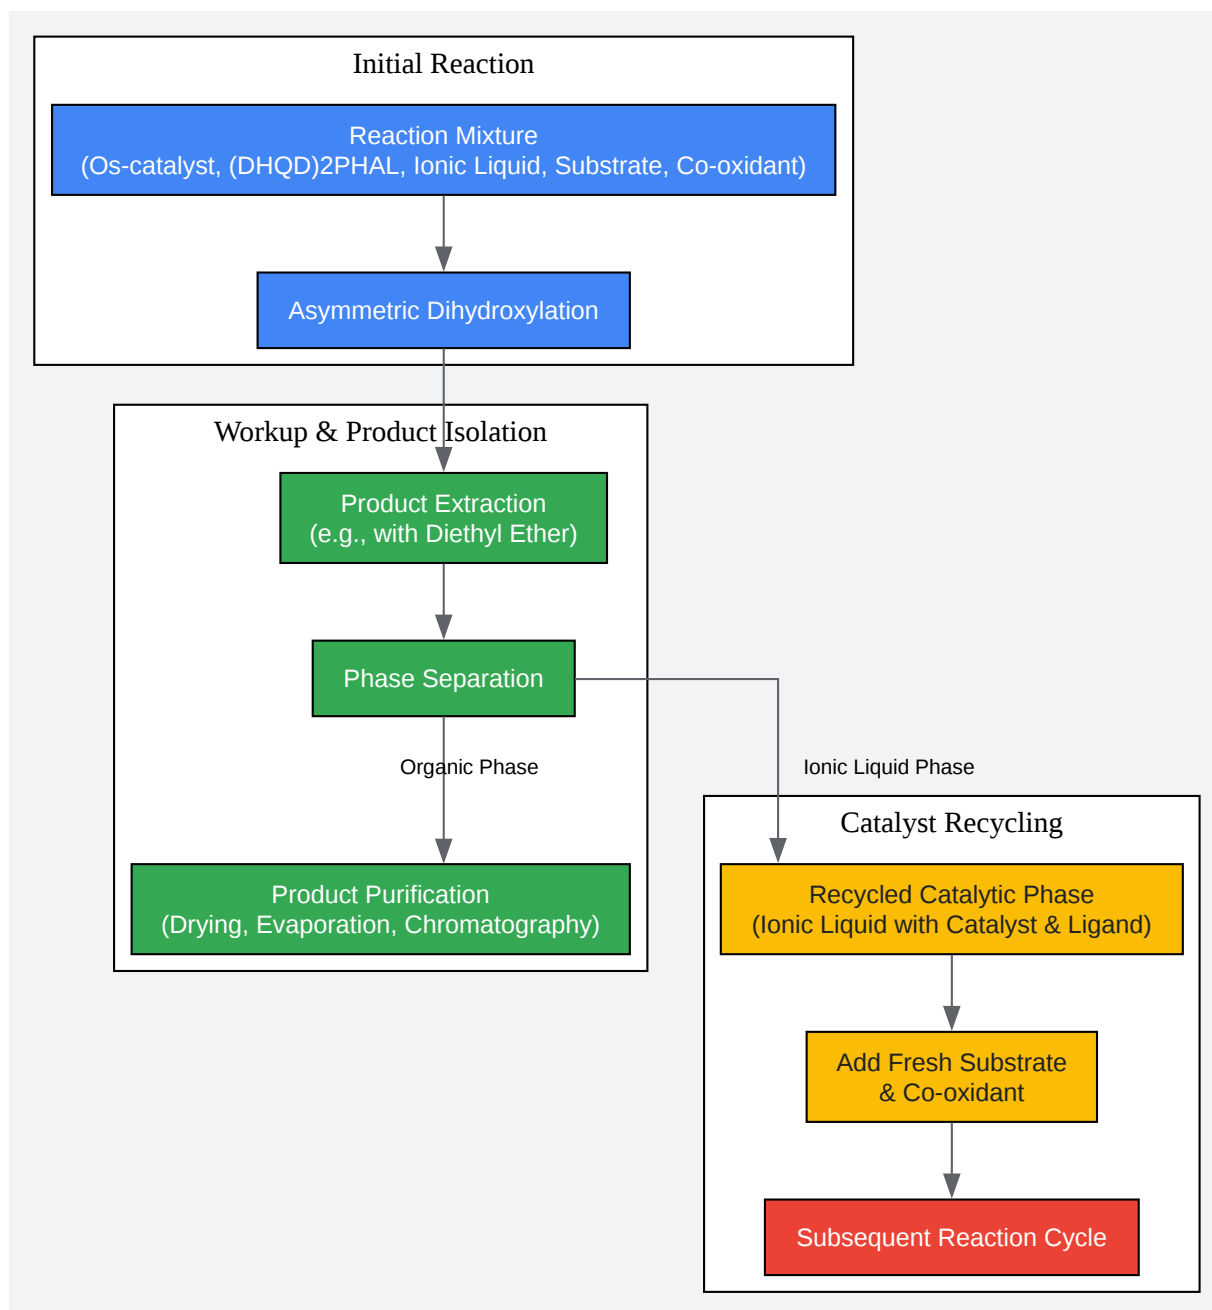 Initial Reaction
Reaction Mixture
(Os-catalyst, (DHQD)2PHAL, Ionic Liquid, Substrate, Co-oxidant)
Asymmetric Dihydroxylation
Workup & Product Isolation
Product Extraction
(e.g., with Diethyl Ether)
Phase Separation
Organic Phase
Ionic Liquid Phase
Product Purification
(Drying, Evaporation, Chromatography)
Catalyst Recycling
Recycled Catalytic Phase
(Ionic Liquid with Catalyst & Ligand)
Add Fresh Substrate
& Co-oxidant
Subsequent Reaction Cycle